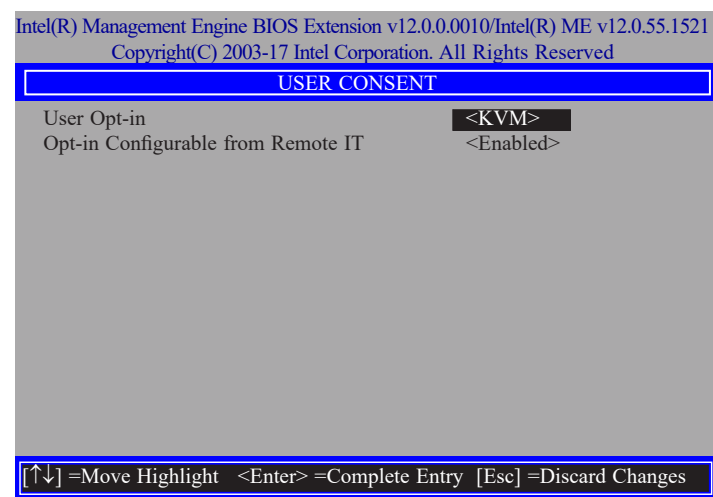 Intel(R) Management Engine BIOS Extension v12.0.0.0010/Intel(R) ME v12.0.55.1521
Copyright(C) 2003-17 Intel Corporation. All Rights Reserved
USER CONSENT
User Opt-in <KVM>
Opt-in Configurable from Remote IT <Enabled>
[↑↓] =Move Highlight <Enter> =Complete Entry [Esc] =Discard Changes